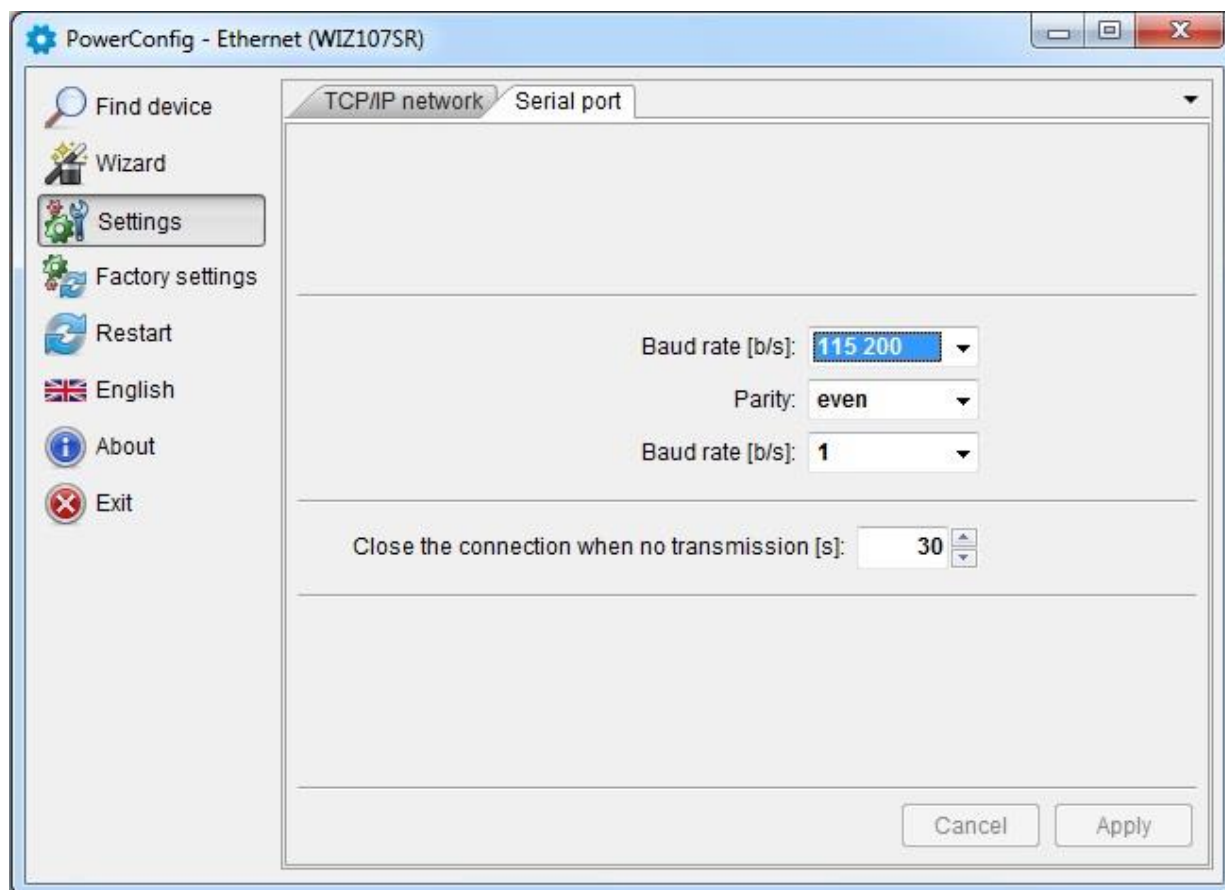 PowerConfig - Ethernet (WIZ107SR)
Find device
Wizard
Settings
Factory settings
Restart
English
About
Exit
TCP/IP network
Serial port
Baud rate [b/s]: 115 200
Parity: even
Baud rate [b/s]: 1
Close the connection when no transmission [s]: 30
Cancel
Apply